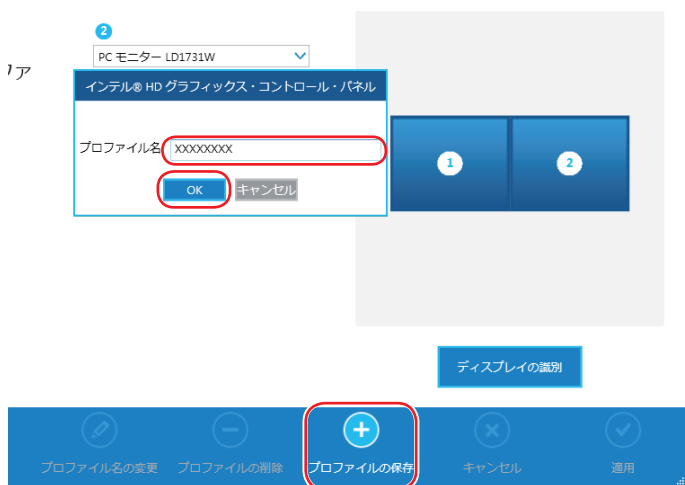 2
PC モニター LD1731W
ィア
インテル® HD グラフィックス・コントロール・パネル
プロファイル名
XXXXXXXX
OK
キャンセル
1
2
ディスプレイの識別
プロファイル名の変更
プロファイルの削除
プロファイルの保存
キャンセル
適用